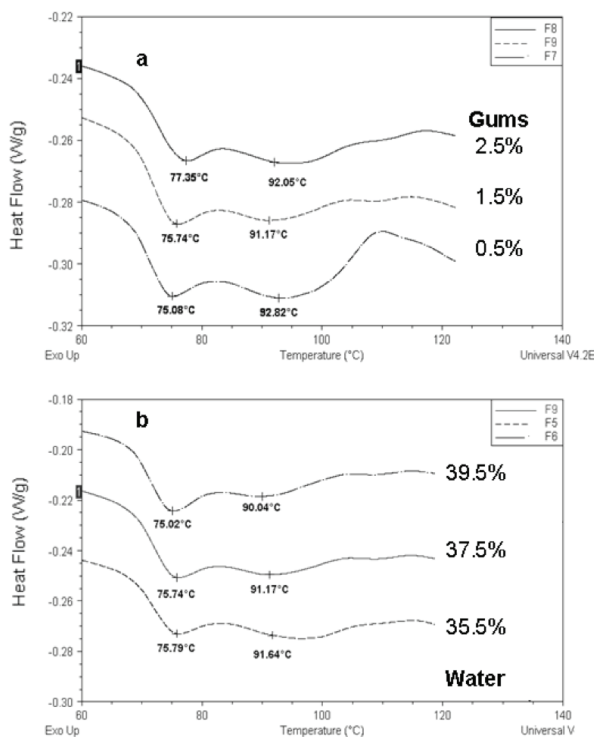 -0.22
a
F8
F9
F7
-0.24
Gums
2.5%
-0.26
77.35°C
92.05°C
1.5%
-0.28
75.74°C
91.17°C
0.5%
-0.30
75.08°C
92.82°C
-0.32
Heat Flow (W/g)
60
80
100
120
140
Exo Up
Temperature (°C)
Universal V4.2E
-0.18
b
F9
F5
F6
-0.20
39.5%
-0.22
75.02°C
90.04°C
37.5%
-0.24
75.74°C
91.17°C
-0.26
35.5%
75.79°C
91.64°C
-0.28
Water
-0.30
Heat Flow (W/g)
60
80
100
120
140
Exo Up
Temperature (°C)
Universal V